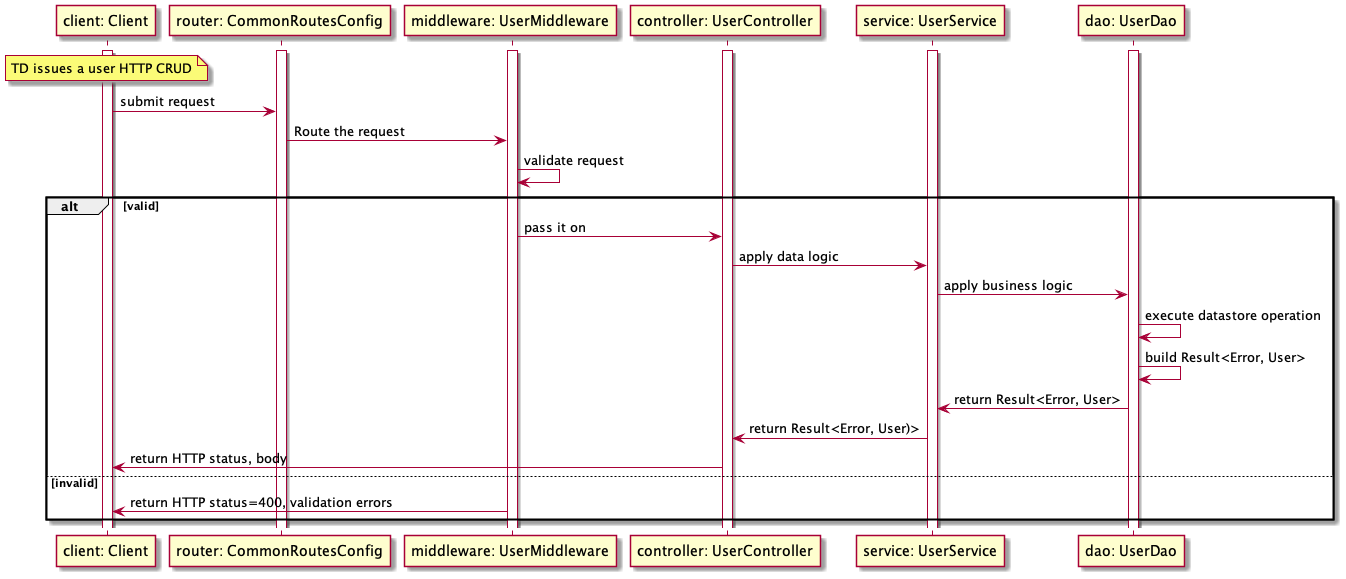 client: Client
router: CommonRoutesConfig
middleware: UserMiddleware
controller: UserController
service: UserService
dao: UserDao
TD issues a user HTTP CRUD
submit request
Route the request
validate request
alt
[valid]
pass it on
apply data logic
apply business logic
execute datastore operation
build Result<Error, User>
return Result<Error, User>
return Result<Error, User)>
return HTTP status, body
[invalid]
return HTTP status=400, validation errors
client: Client
router: CommonRoutesConfig
middleware: UserMiddleware
controller: UserController
service: UserService
dao: UserDao